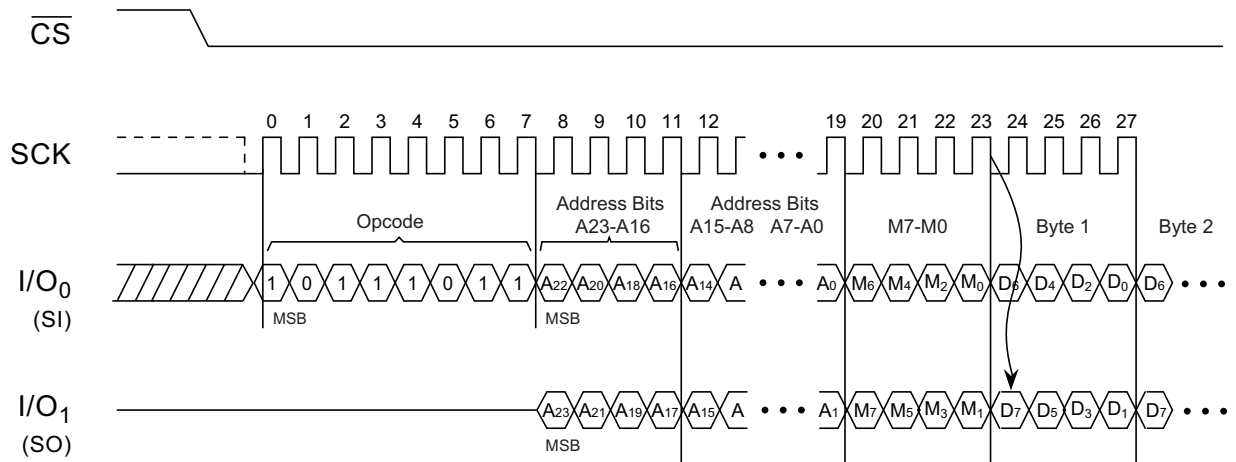 CS
0 1 2 3 4 5 6 7 8 9 10 11 12 19 20 21 22 23 24 25 26 27
SCK • • •
Address Bits Address Bits
Opcode A23-A16 A15-A8 A7-A0 M7-M0 Byte 1 Byte 2
I/O0 1 0 1 1 1 0 1 1 A22 A20 A18 A16 A14 A • • • A0 M6 M4 M2 M0 D6 D4 D2 D0 D6 • • •
(SI) MSB MSB
I/O1 A23 A21 A19 A17 A15 A • • • A1 M7 M5 M3 M1 D7 D5 D3 D1 D7 • • •
(SO) MSB